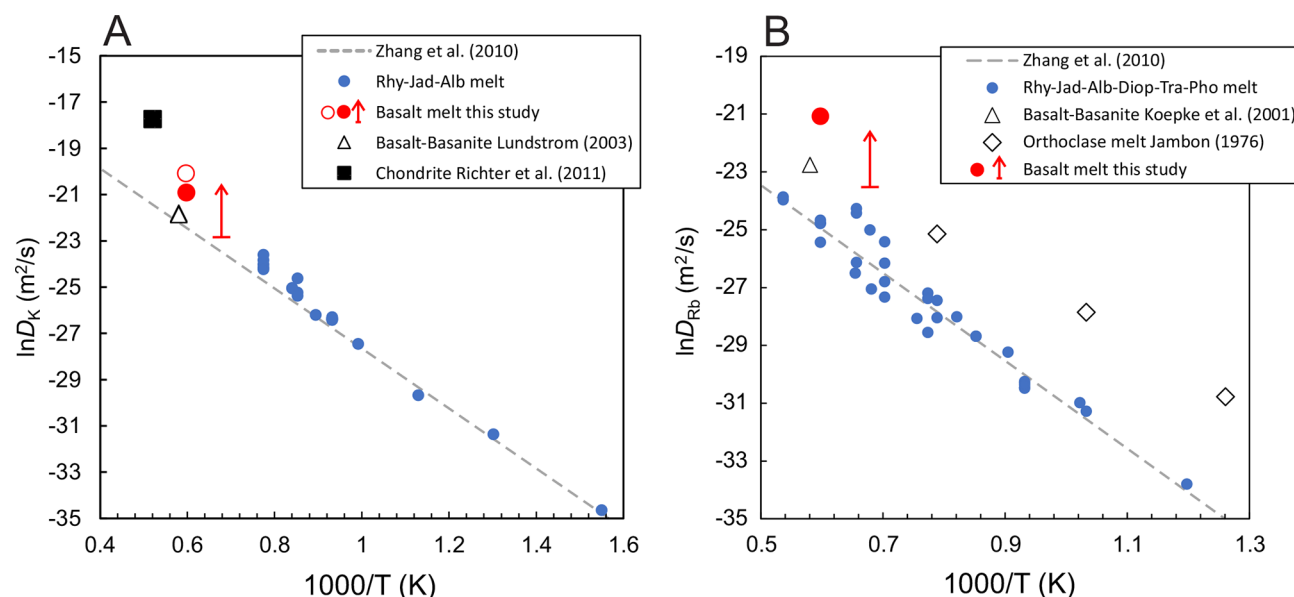 A
-15
-17
-19
-21
-23
-25
-27
-29
-31
-33
-35
lnD_K (m²/s)
Zhang et al. (2010)
Rhy-Jad-Alb melt
Basalt melt this study
Basalt-Basanite Lundstrom (2003)
Chondrite Richter et al. (2011)
0.4 0.6 0.8 1 1.2 1.4 1.6
1000/T (K)
B
-19
-21
-23
-25
-27
-29
-31
-33
-35
lnD_Rb (m²/s)
Zhang et al. (2010)
Rhy-Jad-Alb-Diop-Tra-Pho melt
Basalt-Basanite Koepke et al. (2001)
Orthoclase melt Jambon (1976)
Basalt melt this study
0.5 0.7 0.9 1.1 1.3
1000/T (K)